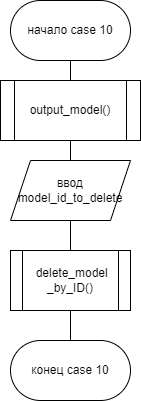 начало case 10
output_model()
ввод
model_id_to_delete
delete_model
_by_ID()
конец case 10